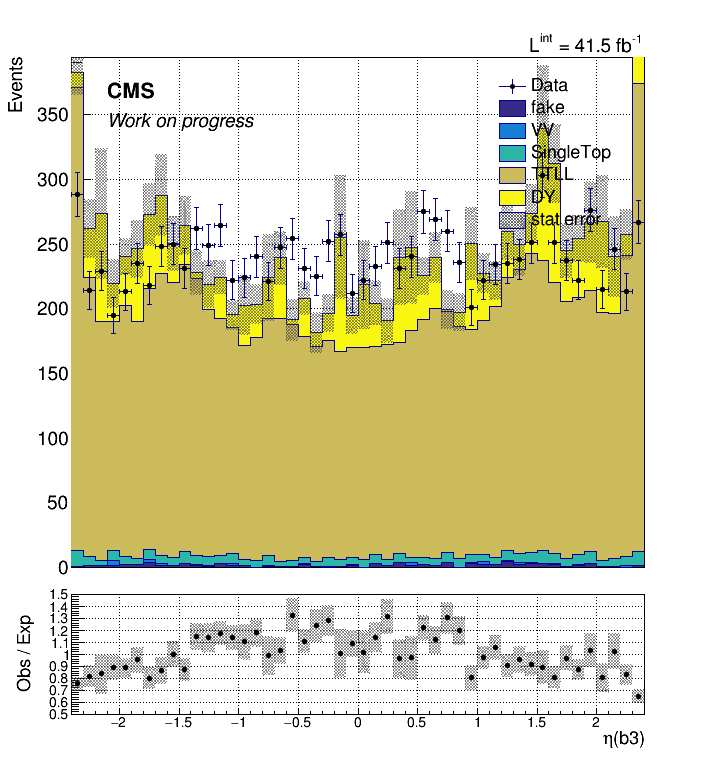 L^int = 41.5 fb^-1
Events
CMS
Work on progress
Data
fake
VV
SingleTop
TTLL
DY
stat error
350
300
250
200
150
100
50
0
Obs / Exp
1.5
1.4
1.3
1.2
1.1
1
0.9
0.8
0.7
0.6
0.5
−2 −1.5 −1 −0.5 0 0.5 1 1.5 2
η(b3)